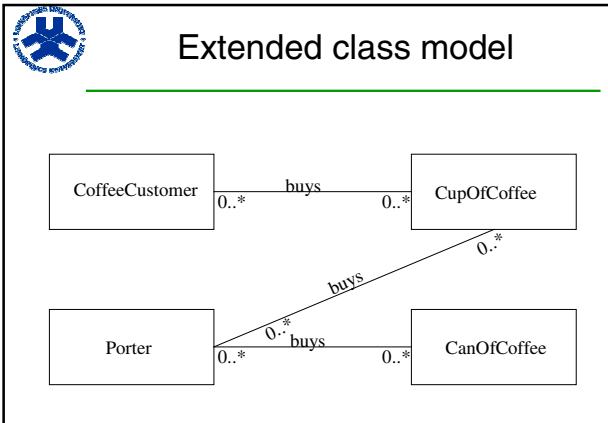 Extended class model
CoffeeCustomer
buys
CupOfCoffee
0..*
0..*
0..*
buys
0..*
Porter
buys
CanOfCoffee
0..*
0..*